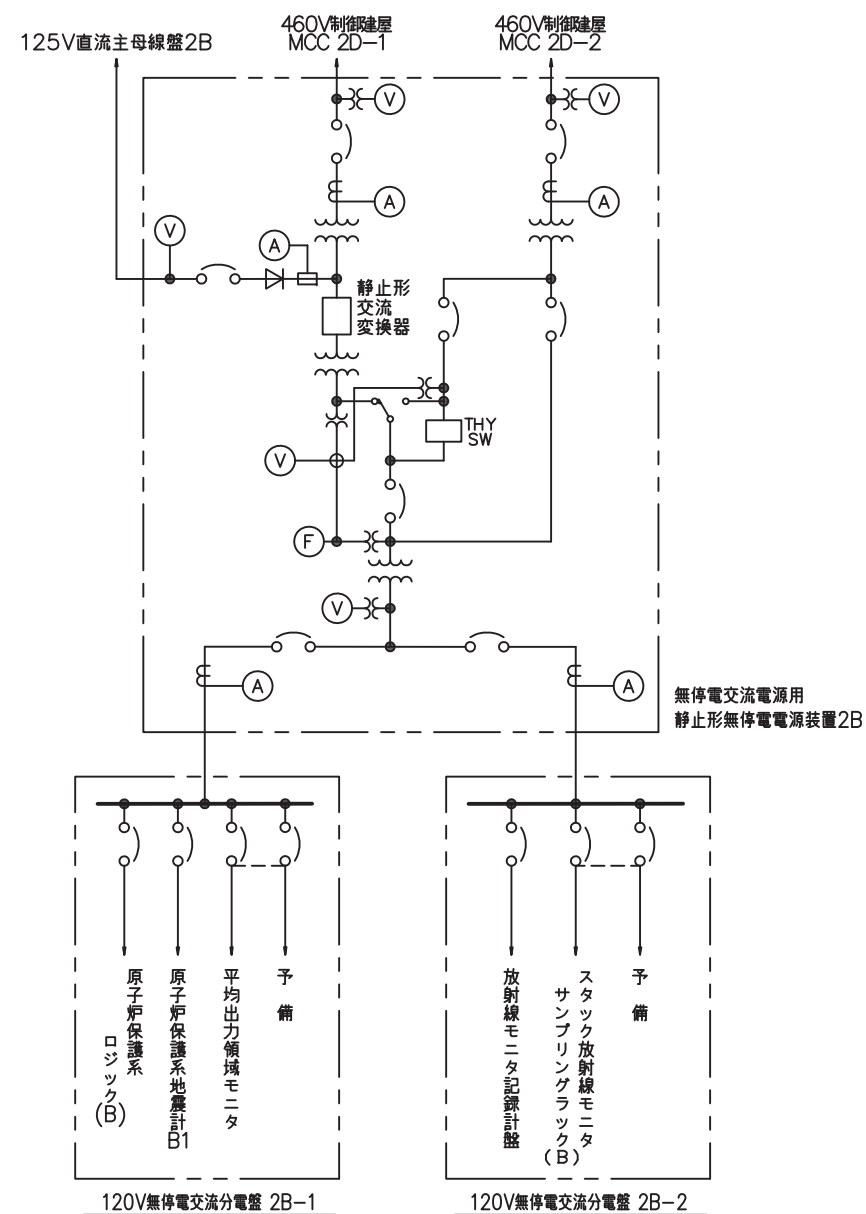 460V制御建屋
MCC 2D-1
460V制御建屋
MCC 2D-2
125V直流主母線盤2B
V
V
A
A
V
A
静止形
交流
変換器
THY
SW
V
F
V
A
A
無停電交流電源用
静止形無停電電源装置2B
原子炉保護系
ロジック(B)
原子炉保護系地震計B1
平均出力領域モニタ
予備
放射線モニタ記録計盤
スタック放射線モニタ
サンプリングラック(B)
予備
120V無停電交流分電盤 2B-1
120V無停電交流分電盤 2B-2